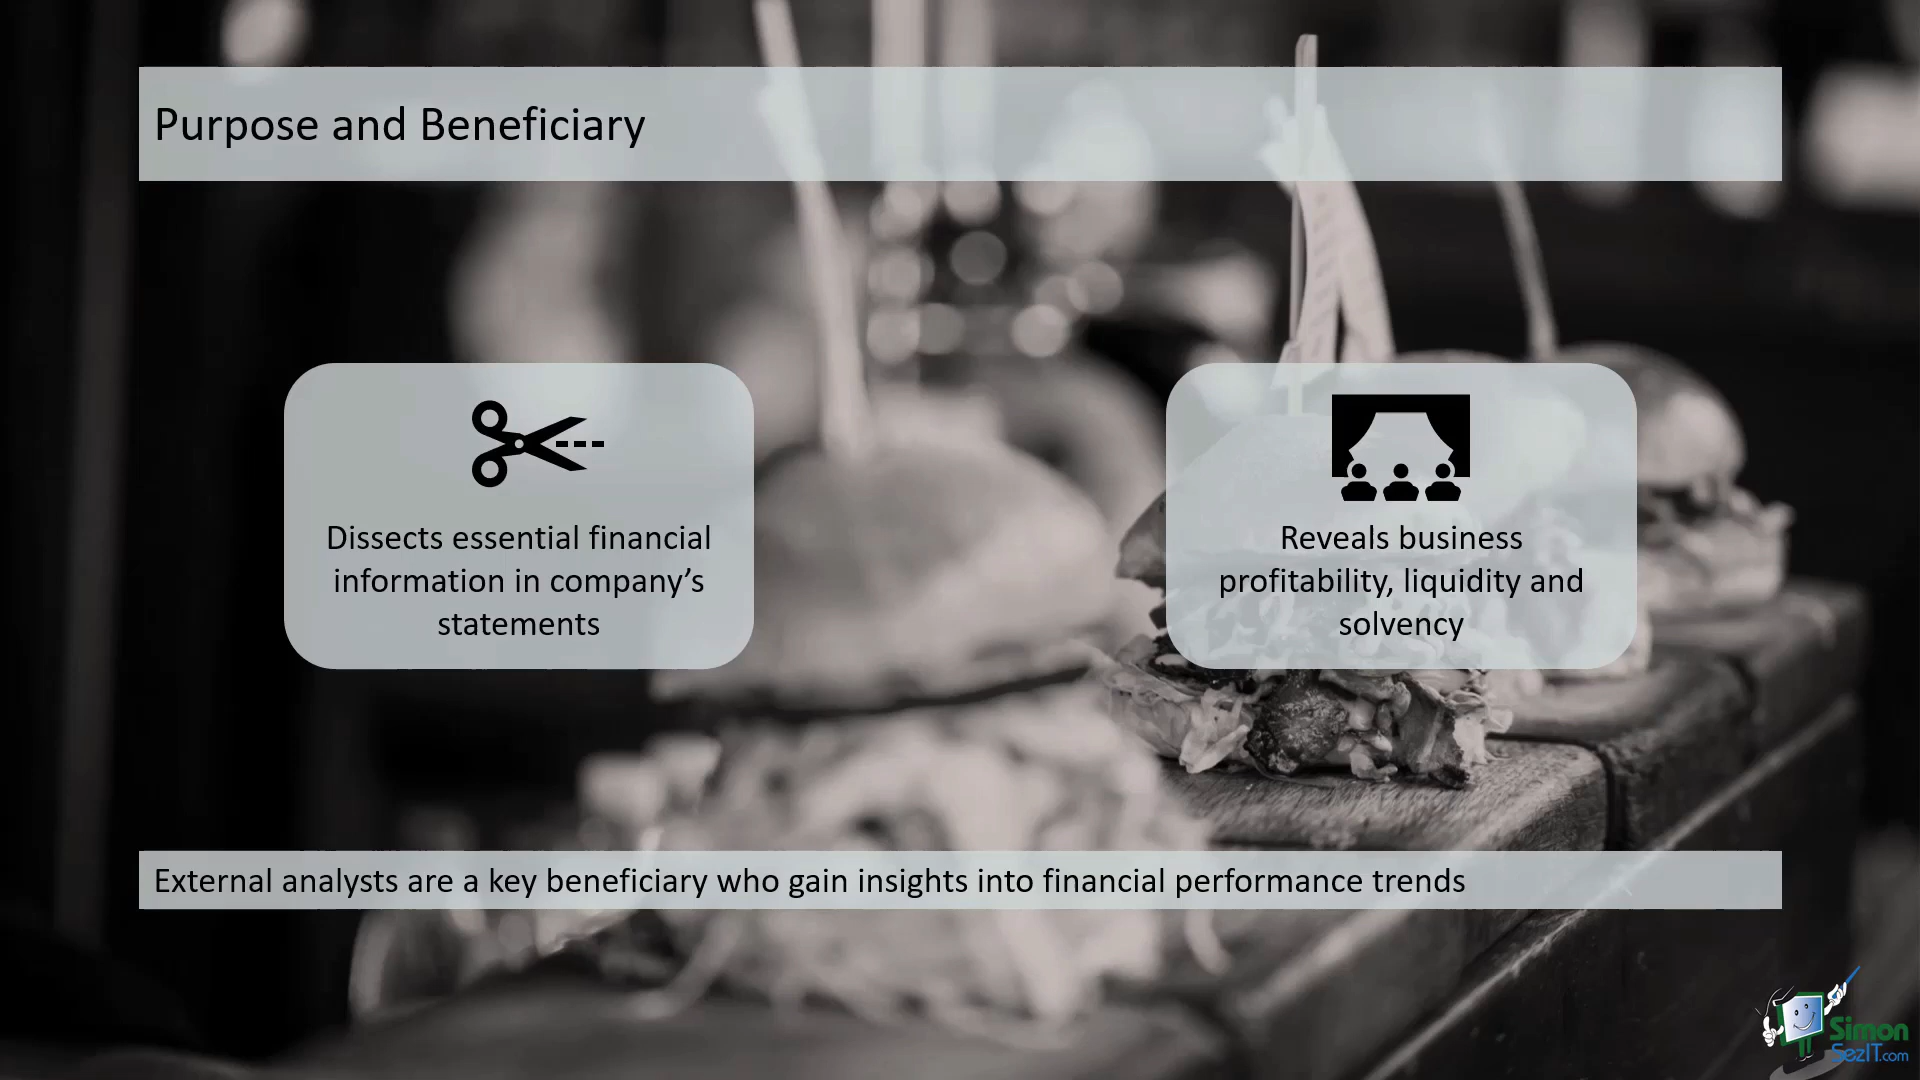 Purpose and Beneficiary
Dissects essential financial
information in company’s
statements
Reveals business
profitability, liquidity and
solvency
External analysts are a key beneficiary who gain insights into financial performance trends
Simon
SezIT.com